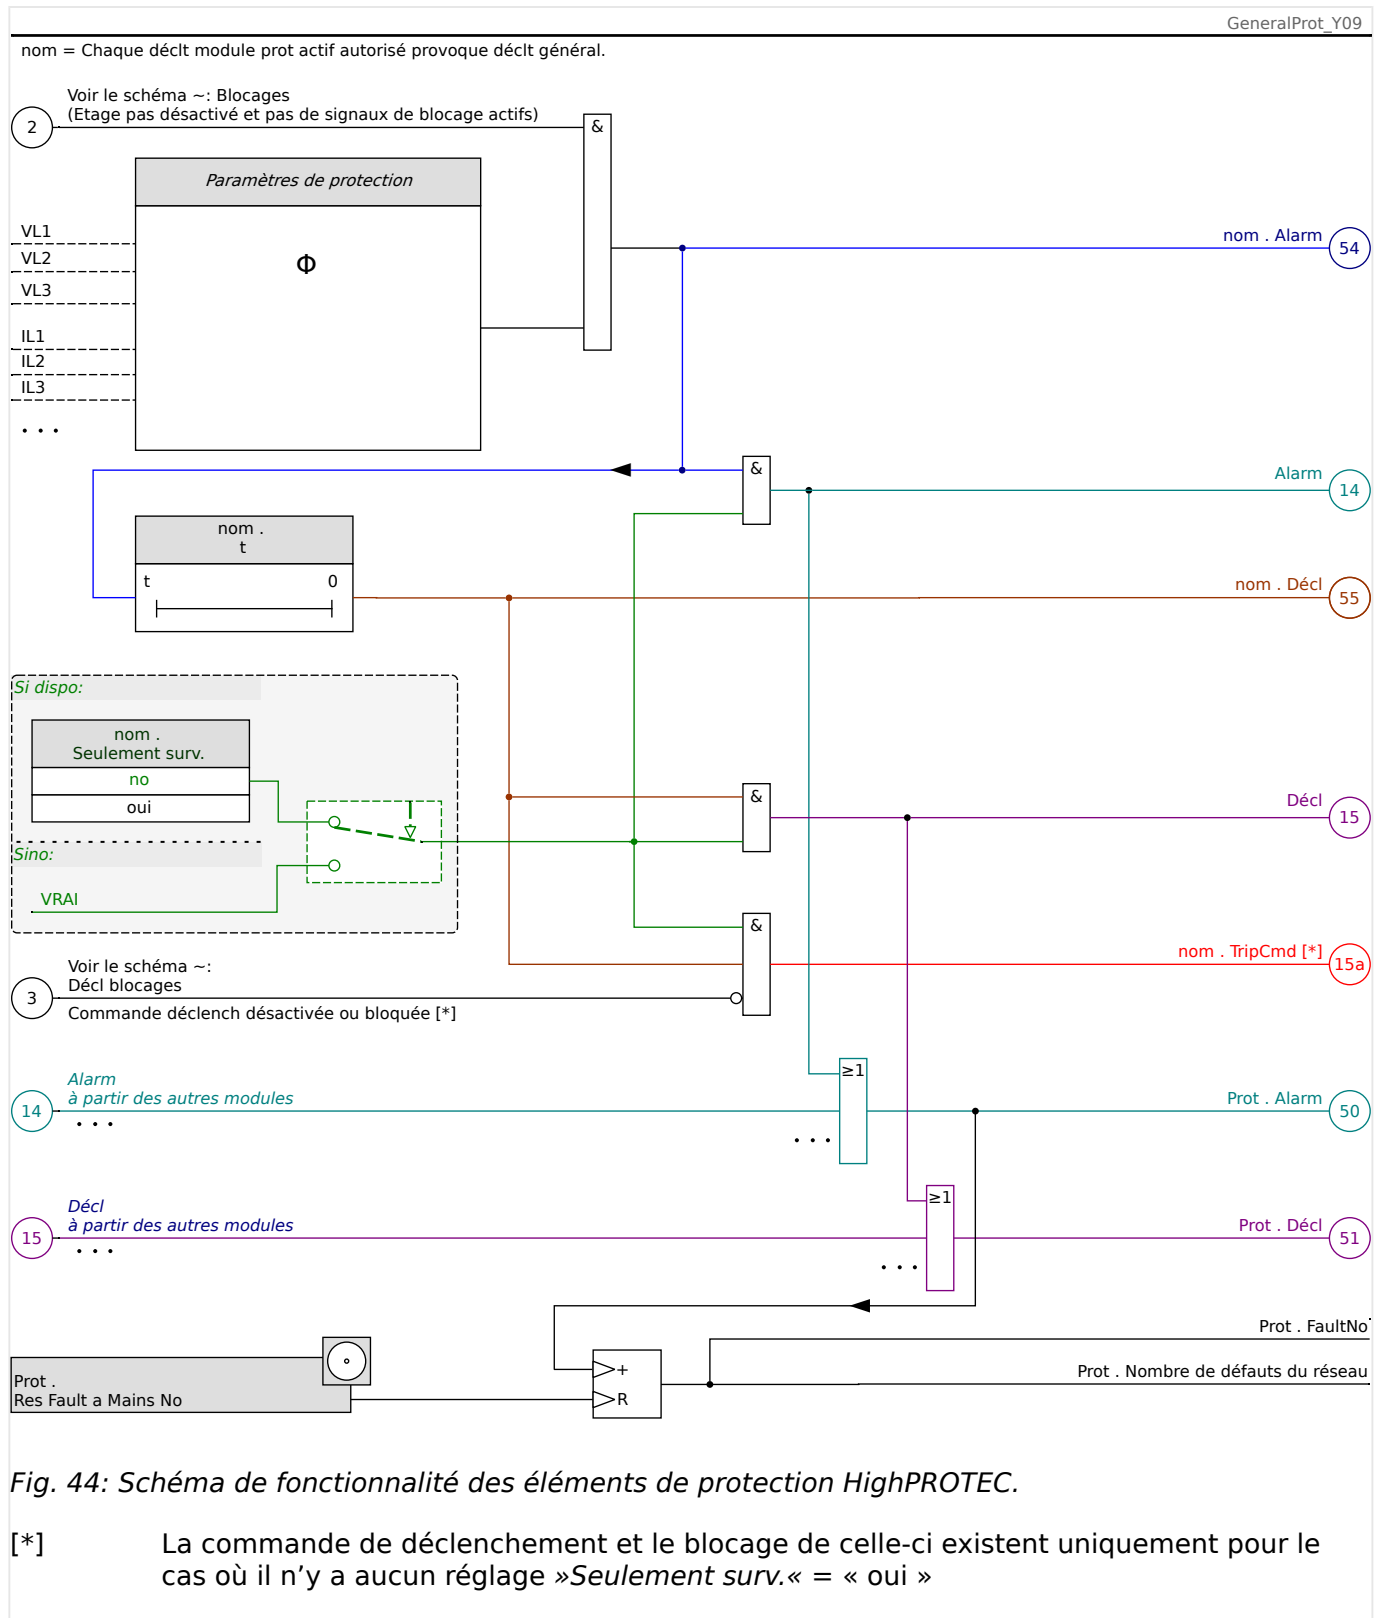 GeneralProt_Y09
nom = Chaque déclt module prot actif autorisé provoque déclt général.
Voir le schéma ~: Blocages
(Etage pas désactivé et pas de signaux de blocage actifs)
2
&
Paramètres de protection
Φ
VL1
VL2
VL3
IL1
IL2
IL3
. . .
nom . Alarm
54
&
Alarm
14
nom .
t
t 0
nom . Décl
55
Si dispo:
nom .
Seulement surv.
no
oui
Sino:
VRAI
&
Décl
15
&
nom . TripCmd [*]
15a
Voir le schéma ~:
Décl blocages
3
Commande déclench désactivée ou bloquée [*]
Alarm
à partir des autres modules
14
. . .
≥1
. . .
Prot . Alarm
50
Décl
à partir des autres modules
15
. . .
≥1
. . .
Prot . Décl
51
Prot . FaultNo
Prot . Nombre de défauts du réseau
+
R
Prot .
Res Fault a Mains No
Fig. 44: Schéma de fonctionnalité des éléments de protection HighPROTEC.
[*] La commande de déclenchement et le blocage de celle-ci existent uniquement pour le
cas où il n’y a aucun réglage »Seulement surv.« = « oui »